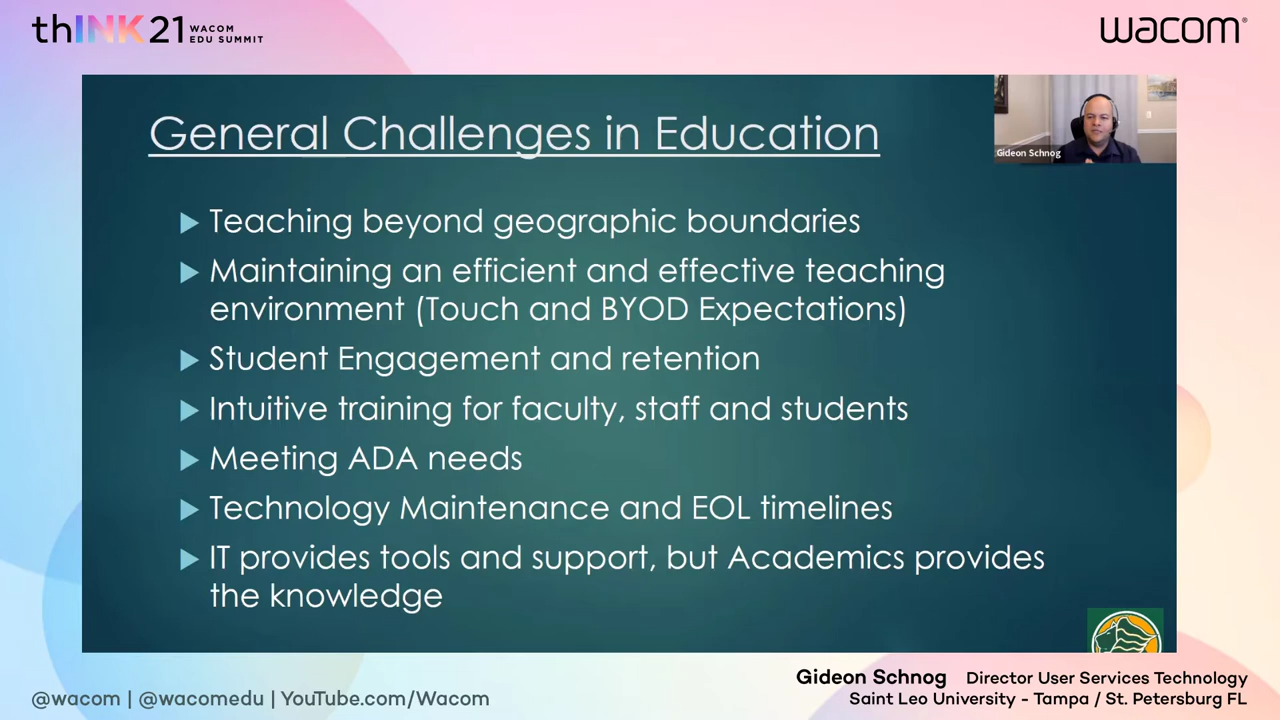 thINK21 WACOM
EDU SUMMIT
wacom®
General Challenges in Education
Gideon Schnog
Teaching beyond geographic boundaries
Maintaining an efficient and effective teaching
environment (Touch and BYOD Expectations)
Student Engagement and retention
Intuitive training for faculty, staff and students
Meeting ADA needs
Technology Maintenance and EOL timelines
IT provides tools and support, but Academics provides
the knowledge
Gideon Schnog Director User Services Technology
@wacom | @wacomedu | YouTube.com/Wacom
Saint Leo University - Tampa / St. Petersburg FL